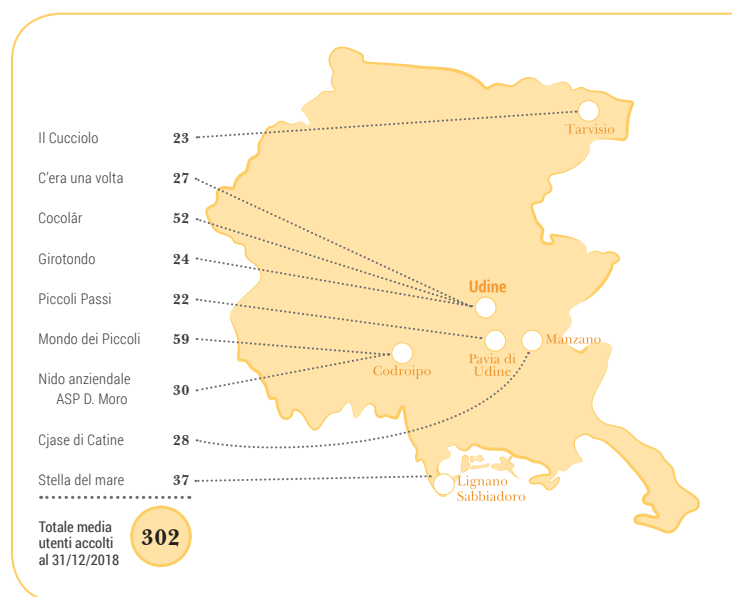 Il Cucciolo 23
C'era una volta 27
Cocolâr 52
Girotondo 24
Piccoli Passi 22
Mondo dei Piccoli 59
Nido anziendale
ASP D. Moro 30
Cjase di Catine 28
Stella del mare 37
Totale media
utenti accolti
al 31/12/2018
302
Tarvisio
Udine
Manzano
Pavia di
Udine
Codroipo
Lignano
Sabbiadoro